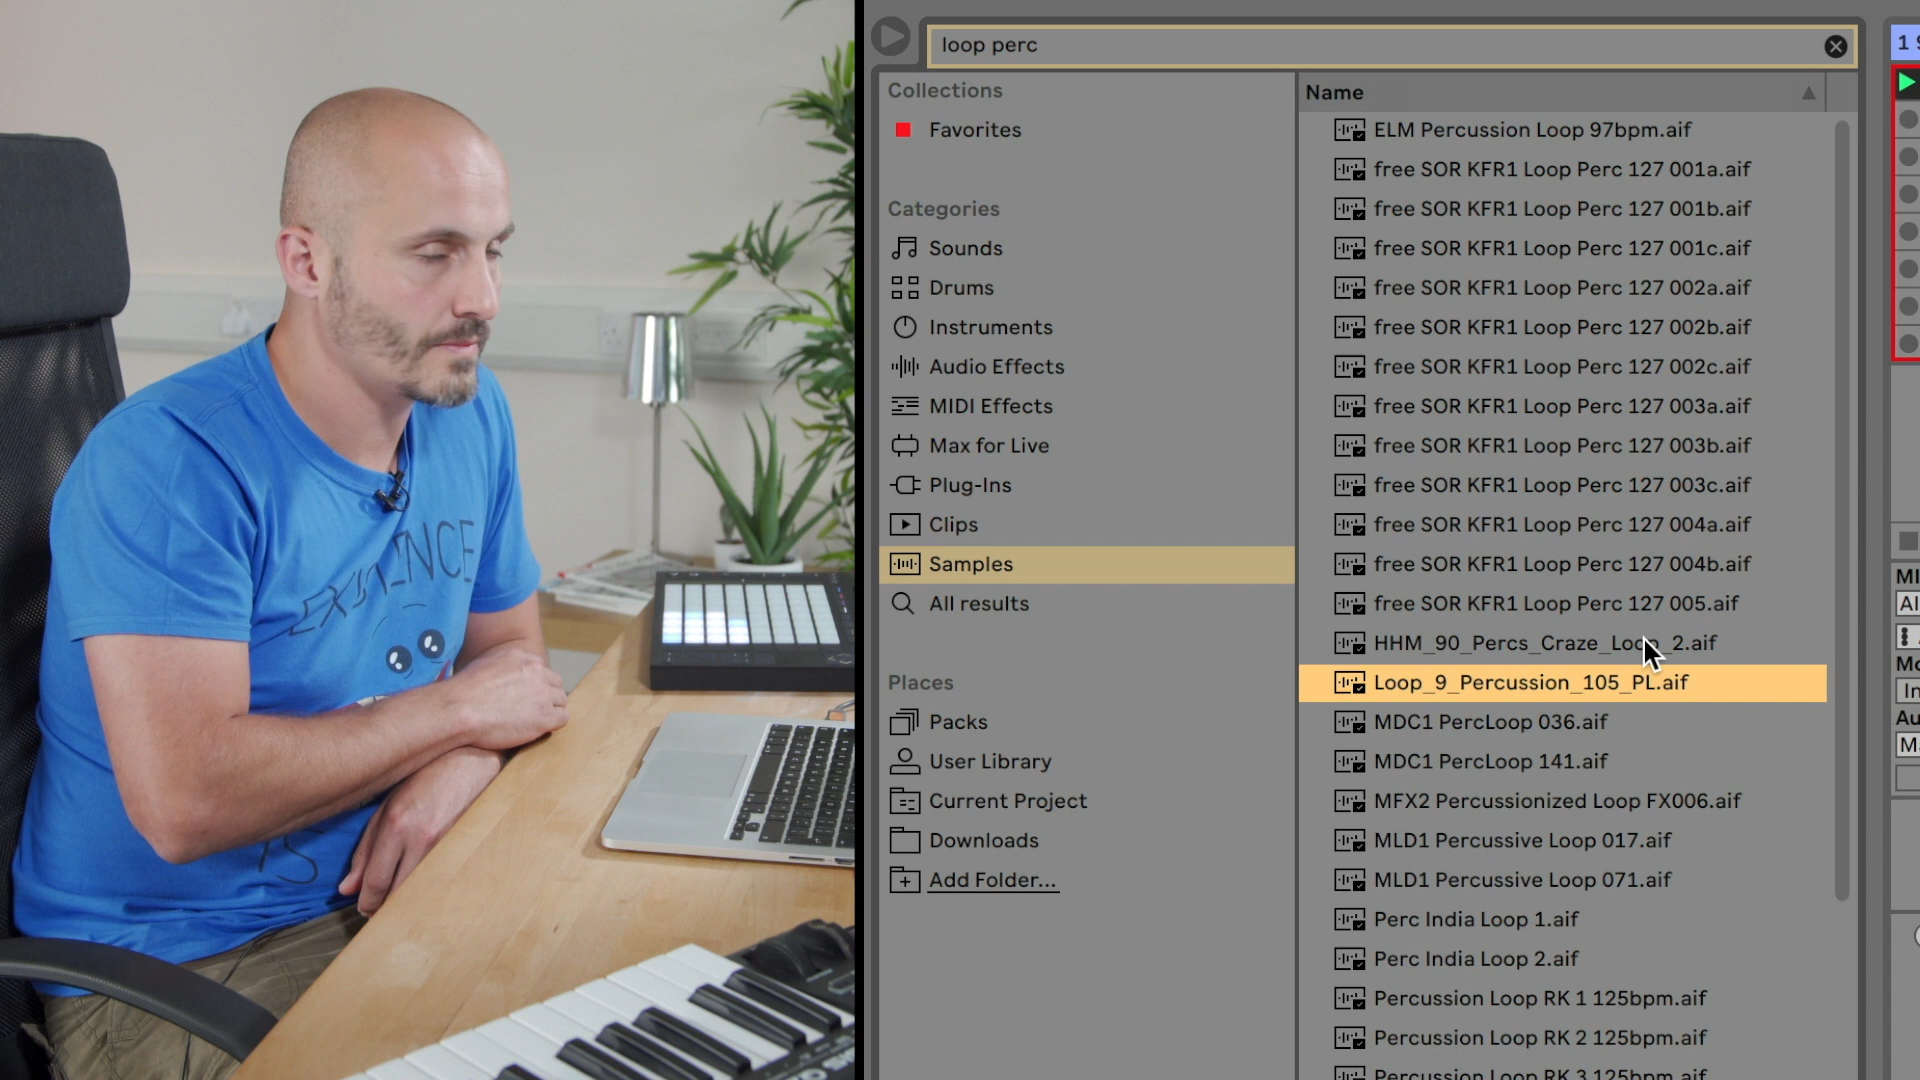 loop perc
Collections
Favorites
Categories
Sounds
Drums
Instruments
Audio Effects
MIDI Effects
Max for Live
Plug-Ins
Clips
Samples
All results
Places
Packs
User Library
Current Project
Downloads
Add Folder...
Name
ELM Percussion Loop 97bpm.aif
free SOR KFR1 Loop Perc 127 001a.aif
free SOR KFR1 Loop Perc 127 001b.aif
free SOR KFR1 Loop Perc 127 001c.aif
free SOR KFR1 Loop Perc 127 002a.aif
free SOR KFR1 Loop Perc 127 002b.aif
free SOR KFR1 Loop Perc 127 002c.aif
free SOR KFR1 Loop Perc 127 003a.aif
free SOR KFR1 Loop Perc 127 003b.aif
free SOR KFR1 Loop Perc 127 003c.aif
free SOR KFR1 Loop Perc 127 004a.aif
free SOR KFR1 Loop Perc 127 004b.aif
free SOR KFR1 Loop Perc 127 005.aif
HHM_90_Percs_Craze_Loop_2.aif
Loop_9_Percussion_105_PL.aif
MDC1 PercLoop 036.aif
MDC1 PercLoop 141.aif
MFX2 Percussionized Loop FX006.aif
MLD1 Percussive Loop 017.aif
MLD1 Percussive Loop 071.aif
Perc India Loop 1.aif
Perc India Loop 2.aif
Percussion Loop RK 1 125bpm.aif
Percussion Loop RK 2 125bpm.aif
Percussion Loop RK 3 125bpm.aif
1
IS